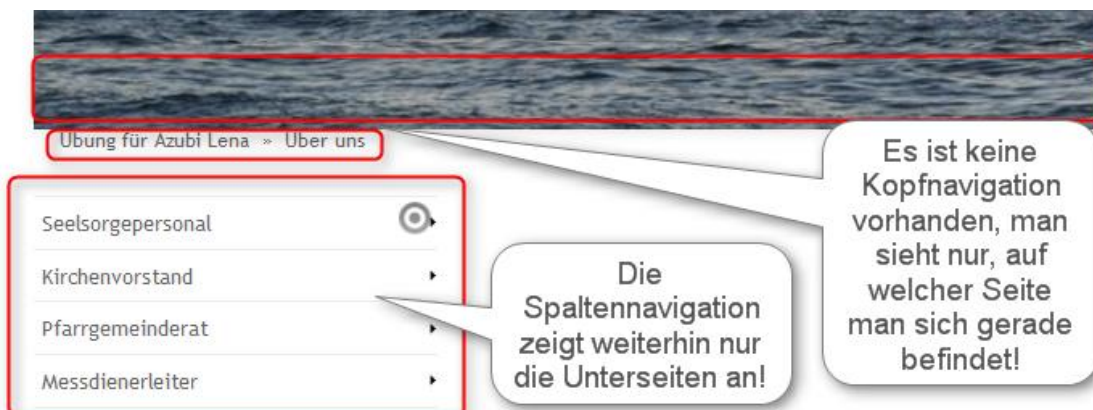 Übung für Azubi Lena » Über uns
Seelsorgepersonal
Kirchenvorstand
Pfarrgemeinderat
Messdienerleiter
Die
Spaltennavigation
zeigt weiterhin nur
die Unterseiten an!
Es ist keine
Kopfnavigation
vorhanden, man
sieht nur, auf
welcher Seite
man sich gerade
befindet!